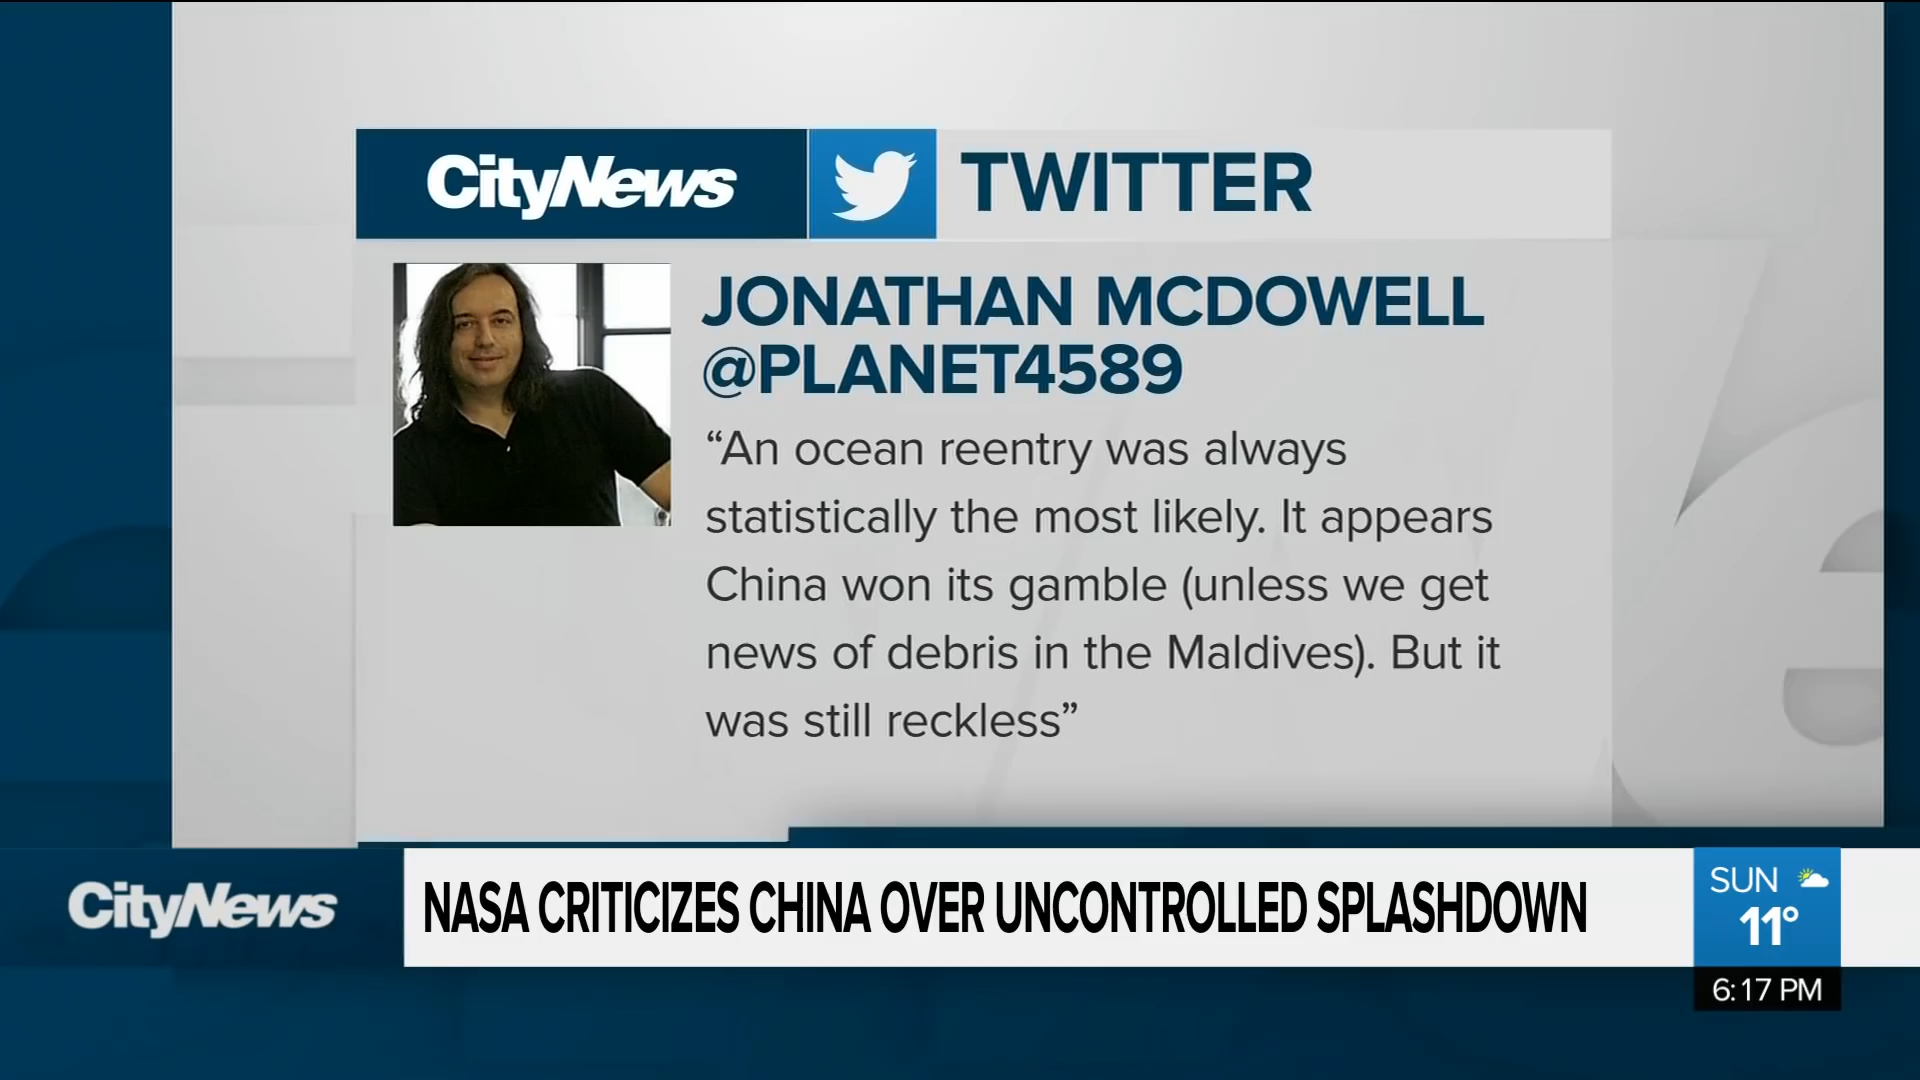 CityNews TWITTER
JONATHAN MCDOWELL
@PLANET4589
“An ocean reentry was always
statistically the most likely. It appears
China won its gamble (unless we get
news of debris in the Maldives). But it
was still reckless”
CityNews
NASA CRITICIZES CHINA OVER UNCONTROLLED SPLASHDOWN
SUN
11°
6:17 PM